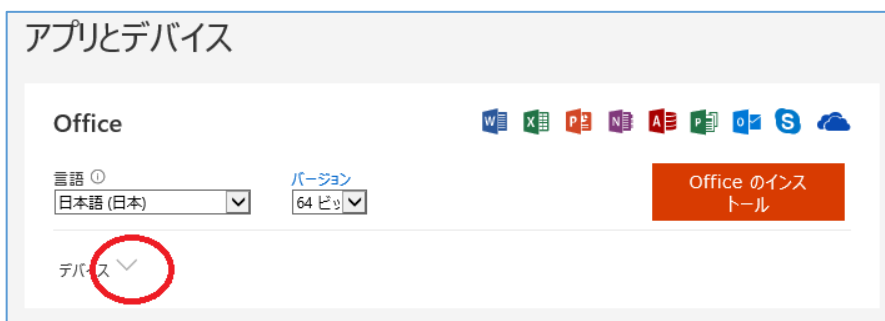 アプリとデバイス
Office
言語
バージョン
日本語 (日本)
64 ビッ
Office のインス
トール
デバイス